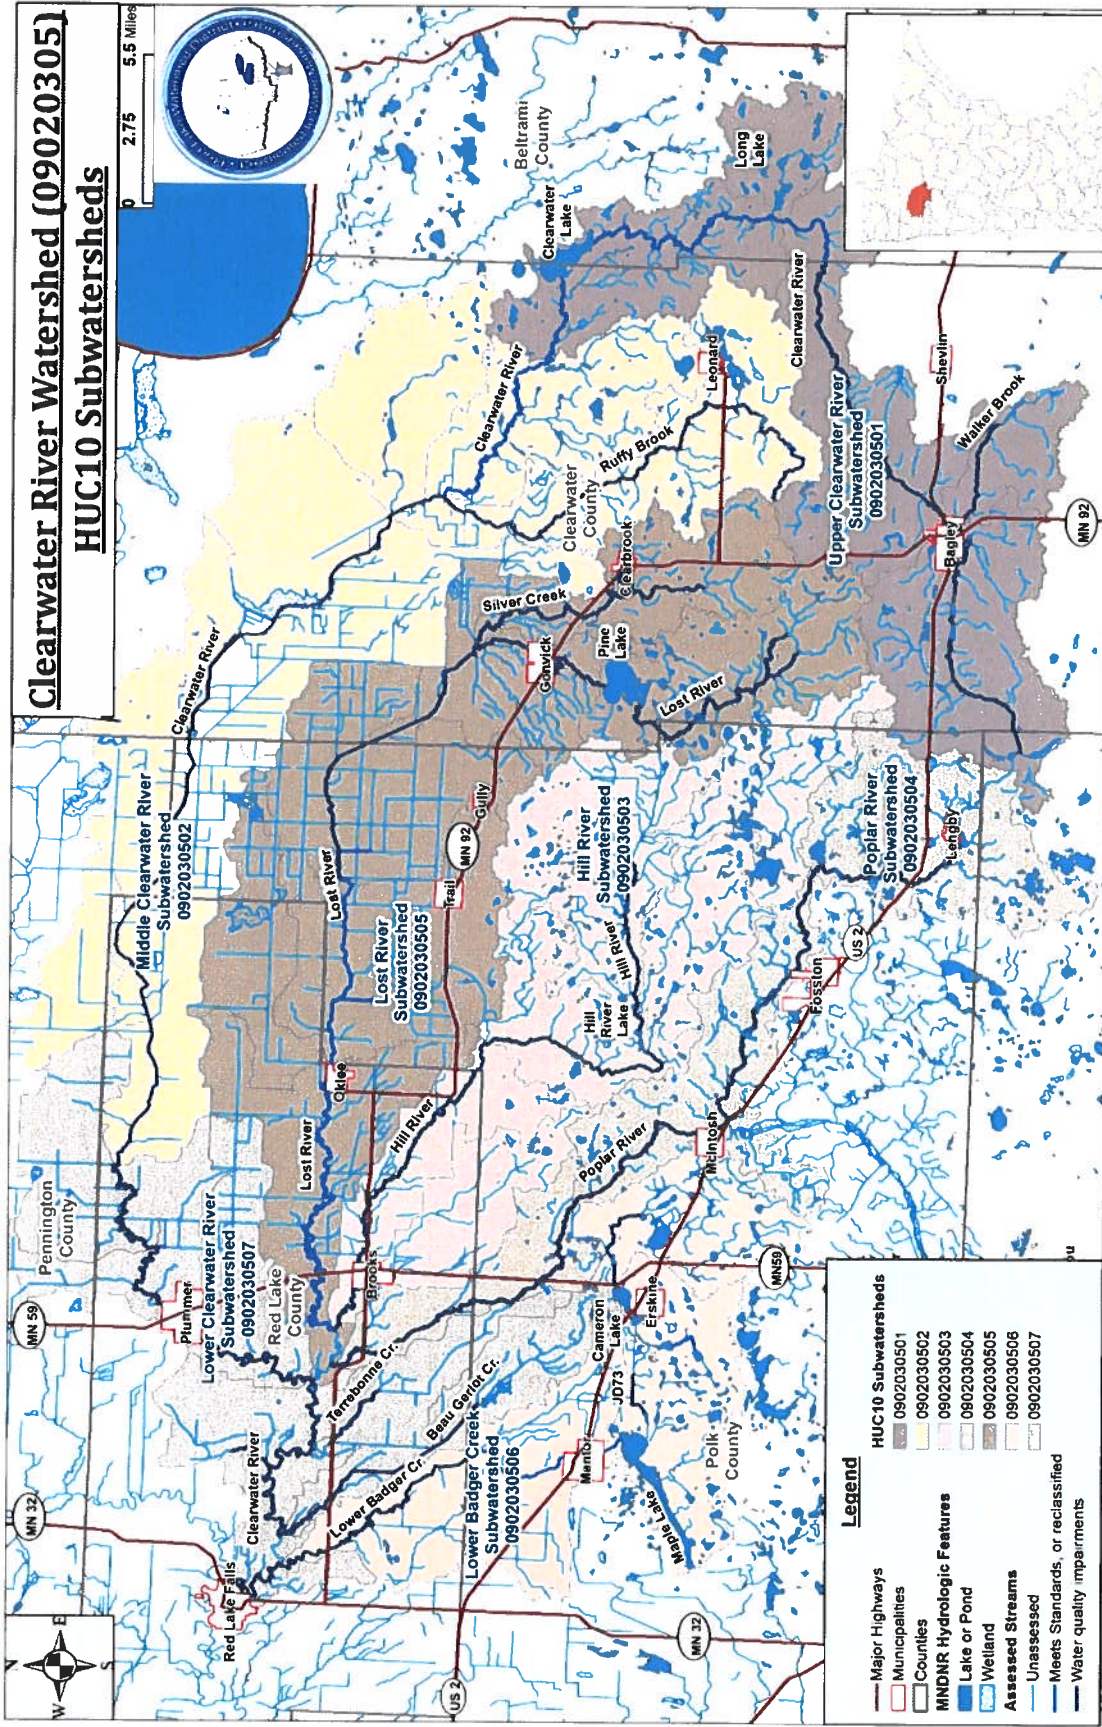 Clearwater River Watershed (09020305)
HUC10 Subwatersheds
0 2.75 5.5 Miles
N
W E
S
MN 32
MN 59
Pennington
County
Plummer
Lower Clearwater River
Subwatershed
0902030507
Red Lake
County
Red Lake Falls
Clearwater River
Terrebonne Cr.
Beau Gerlot Cr.
Lower Badger Cr.
Lower Badger Creek
Subwatershed
0902030506
Brooks
Lost River
Oklee
Hill River
Middle Clearwater River
Subwatershed
0902030502
Clearwater River
Lost River
Lost River
Subwatershed
0902030505
Trail
MN 92
Gully
Gonvick
Silver Creek
Clearbrook
Pine
Lake
Lost River
Clearwater
County
Ruffy Brook
Leonard
Clearwater River
Clearwater
Lake
Beltrami
County
Long
Lake
Clearwater River
Upper Clearwater River
Subwatershed
0902030501
Shevlin
Walker Brook
Bagley
MN 92
Hill River
Subwatershed
0902030503
Hill River
Hill
River
Lake
Poplar River
Subwatershed
0902030504
Lengby
US 2
Fosston
McIntosh
Poplar River
Erskine
MN59
Cameron
Lake
JD73
Mentor
Maple Lake
Polk
County
MN 32
US 2
Legend
Major Highways
Municipalities
Counties
MNDNR Hydrologic Features
Lake or Pond
Wetland
Assessed Streams
Unassessed
Meets Standards, or reclassified
Water quality impairments
HUC10 Subwatersheds
0902030501
0902030502
0902030503
0902030504
0902030505
0902030506
0902030507